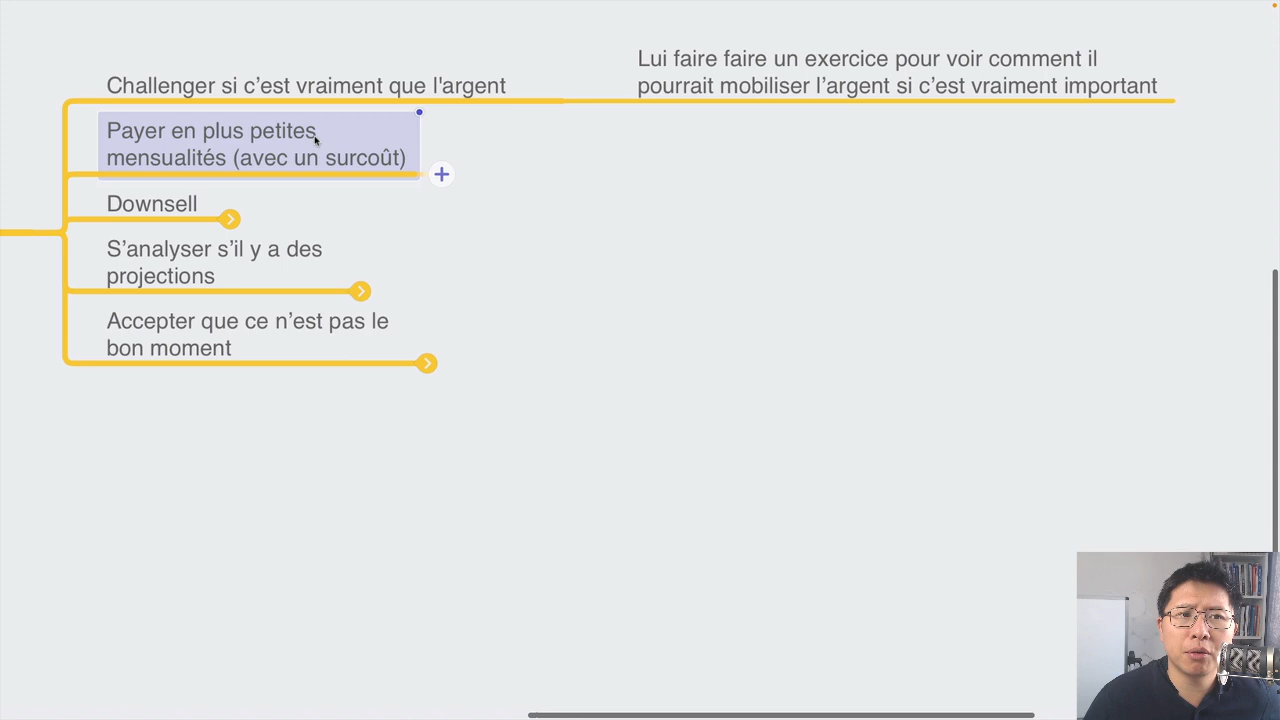 Lui faire faire un exercice pour voir comment il
pourrait mobiliser l’argent si c’est vraiment important
Challenger si c’est vraiment que l'argent
Payer en plus petites
mensualités (avec un surcoût)
Downsell
S’analyser s’il y a des
projections
Accepter que ce n’est pas le
bon moment